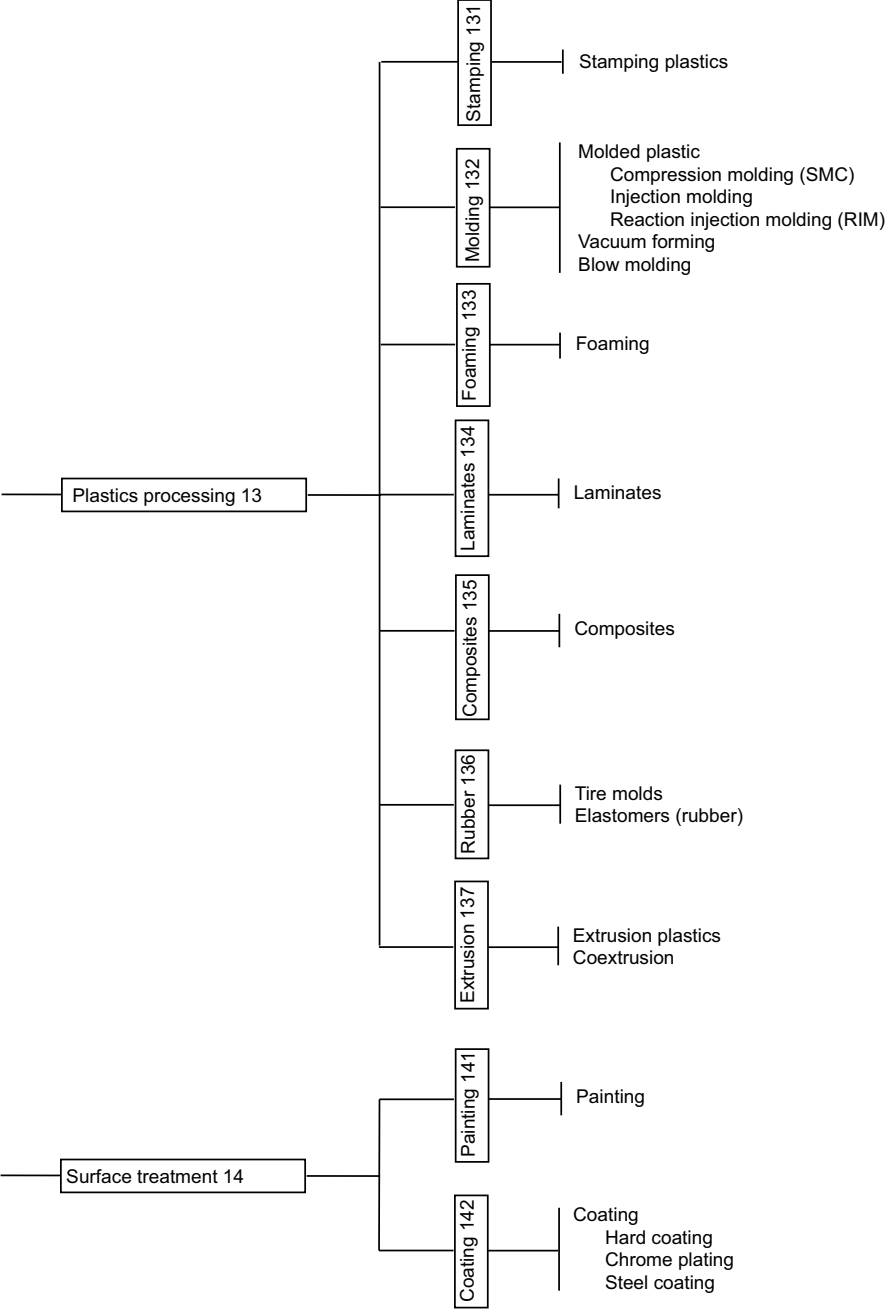 Stamping 131
Stamping plastics
Molding 132
Molded plastic
Compression molding (SMC)
Injection molding
Reaction injection molding (RIM)
Vacuum forming
Blow molding
Foaming 133
Foaming
Plastics processing 13
Laminates 134
Laminates
Composites 135
Composites
Rubber 136
Tire molds
Elastomers (rubber)
Extrusion 137
Extrusion plastics
Coextrusion
Surface treatment 14
Painting 141
Painting
Coating 142
Coating
Hard coating
Chrome plating
Steel coating